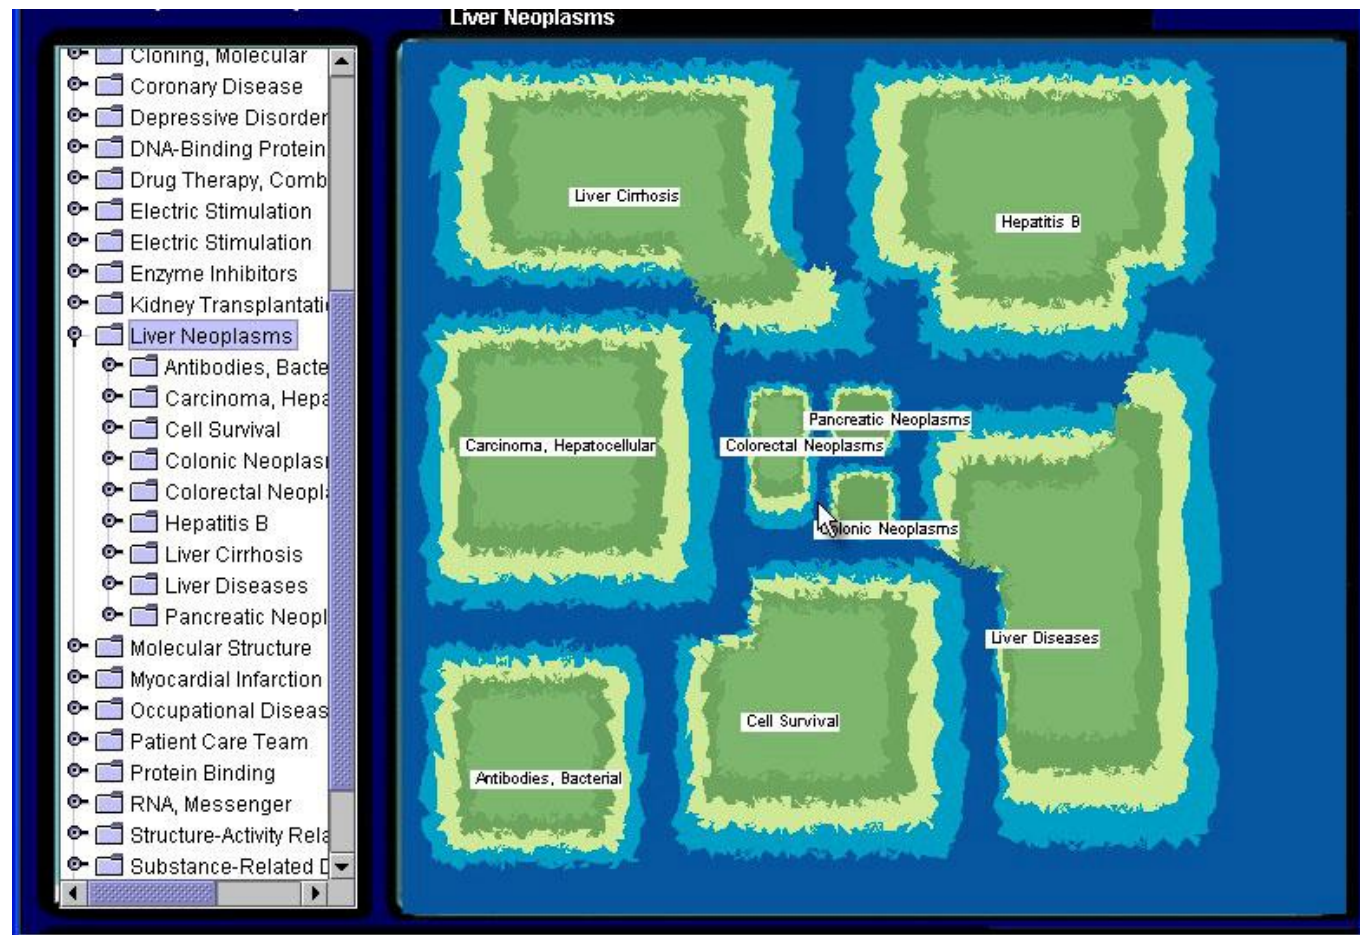 Liver Neoplasms
Cloning, Molecular
Coronary Disease
Depressive Disorder
DNA-Binding Protein
Drug Therapy, Comb
Electric Stimulation
Electric Stimulation
Enzyme Inhibitors
Kidney Transplantati
Liver Neoplasms
Antibodies, Bacte
Carcinoma, Hepa
Cell Survival
Colonic Neoplas
Colorectal Neopl
Hepatitis B
Liver Cirrhosis
Liver Diseases
Pancreatic Neopl
Molecular Structure
Myocardial Infarction
Occupational Diseas
Patient Care Team
Protein Binding
RNA, Messenger
Structure-Activity Rela
Substance-Related D
Liver Cirrhosis
Hepatitis B
Pancreatic Neoplasms
Carcinoma, Hepatocellular
Colorectal Neoplasms
Colonic Neoplasms
Liver Diseases
Cell Survival
Antibodies, Bacterial